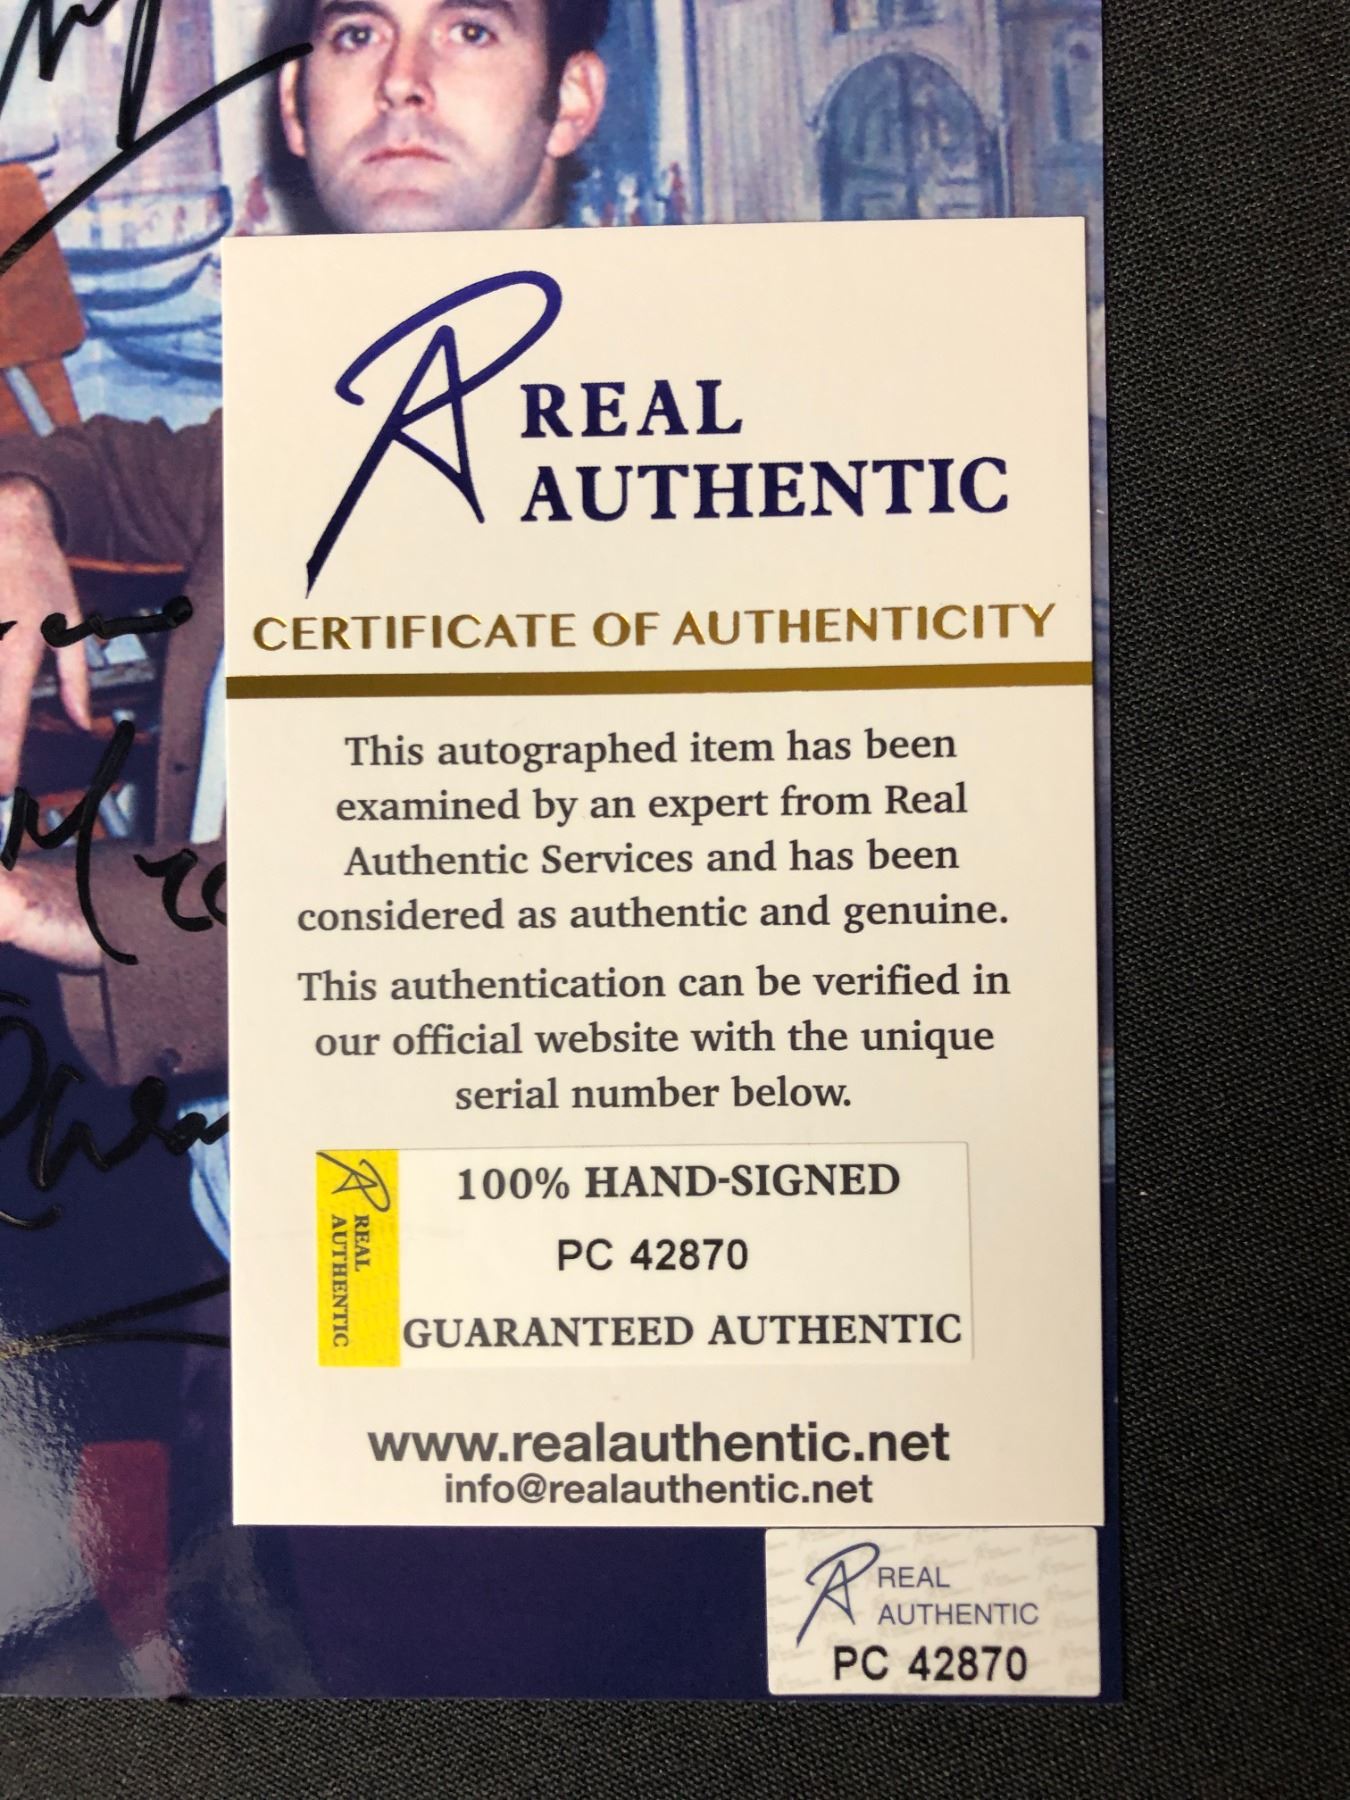 REAL
AUTHENTIC
CERTIFICATE OF AUTHENTICITY
This autographed item has been
examined by an expert from Real
Authentic Services and has been
considered as authentic and genuine.
This authentication can be verified in
our official website with the unique
serial number below.
REAL
AUTHENTIC
100% HAND-SIGNED
PC 42870
GUARANTEED AUTHENTIC
www.realauthentic.net
info@realauthentic.net
REAL
AUTHENTIC
PC 42870